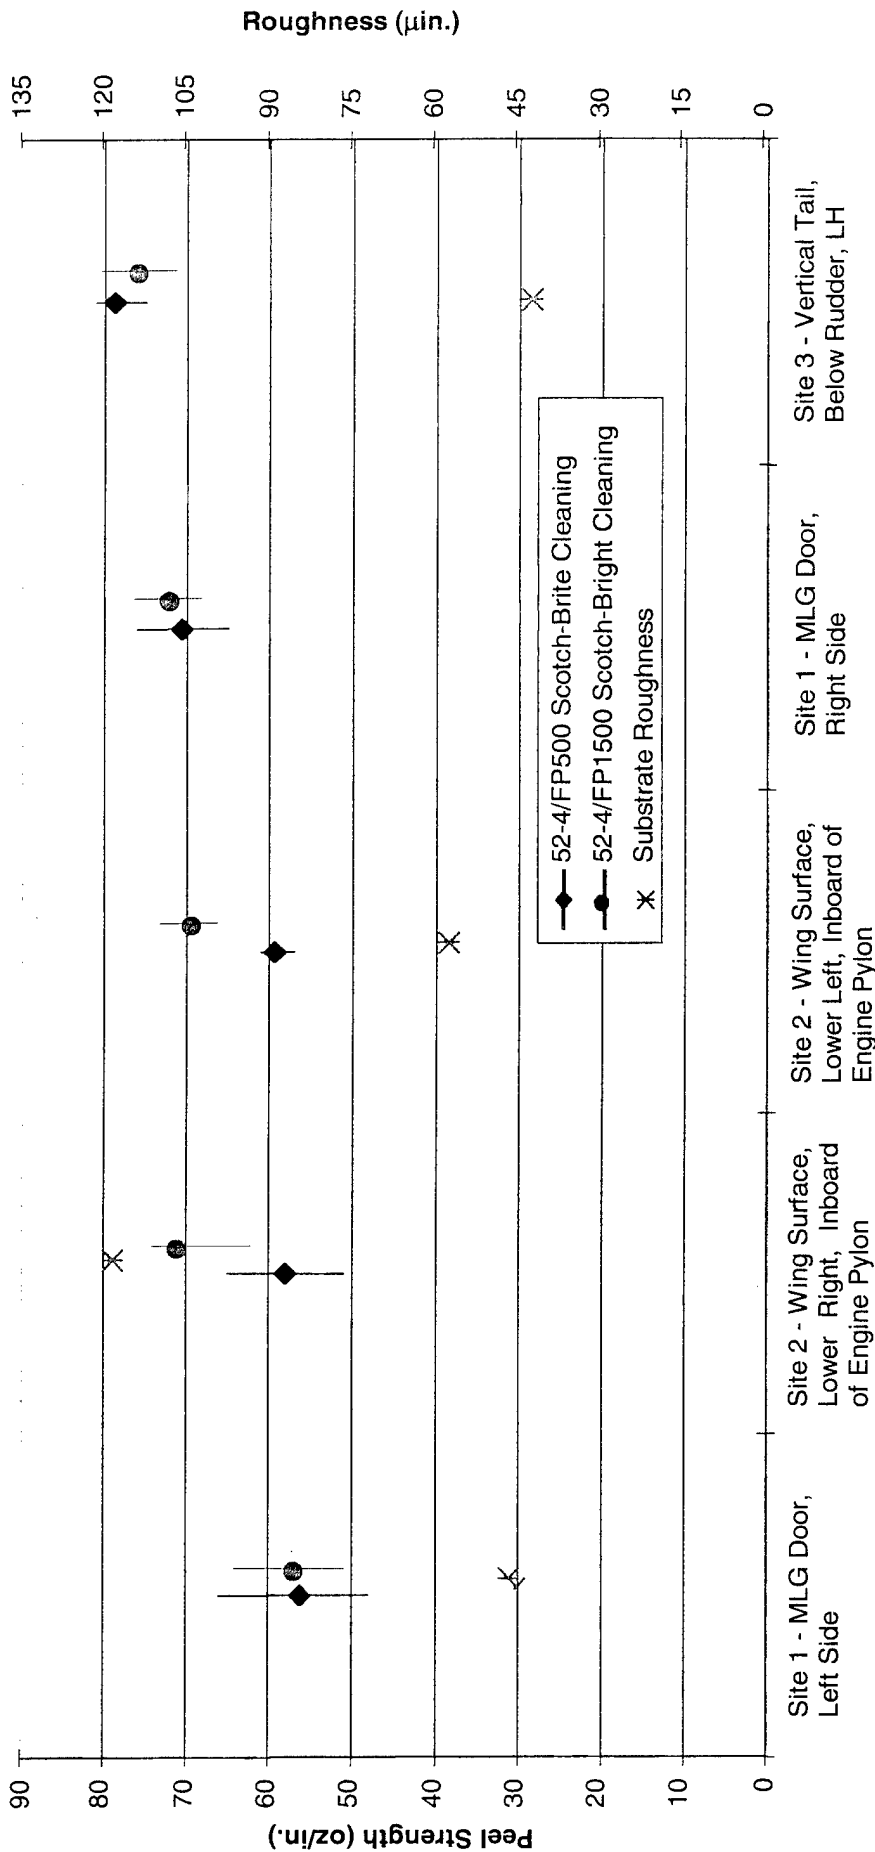 Peel Strength (oz/in.)
90
80
70
60
50
40
30
20
10
0
Roughness (μin.)
135
120
105
90
75
60
45
30
15
0
52-4/FP500 Scotch-Brite Cleaning
52-4/FP1500 Scotch-Bright Cleaning
Substrate Roughness
Site 1 - MLG Door,
Left Side
Site 2 - Wing Surface,
Lower Right, Inboard
of Engine Pylon
Site 2 - Wing Surface,
Lower Left, Inboard of
Engine Pylon
Site 1 - MLG Door,
Right Side
Site 3 - Vertical Tail,
Below Rudder, LH